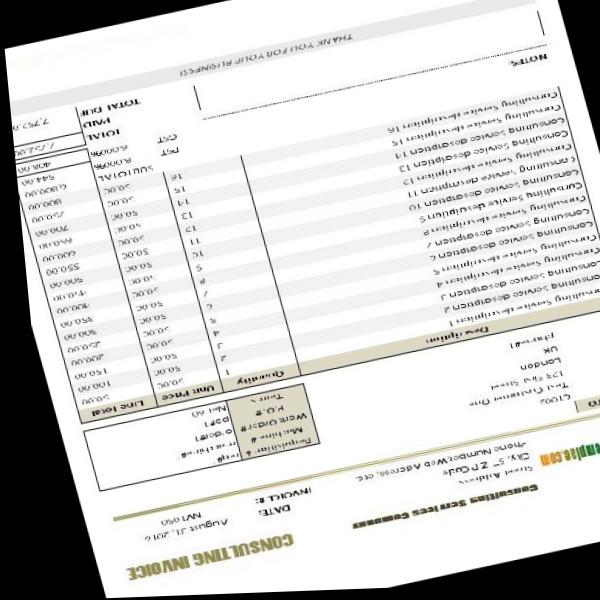 CONSULTING INVOICE
Consulting Services Company
DATE: August 31, 2016
INVOICE #: INV1050
Street Address
City, ST ZIP Code
Phone Number, Web Address, etc.
C1002
Test Customer One
123 First Street
London
UK
Phone#
Requisition #
Machine #
Work Order#
P.O.#
Terms
Net 60
Description Quantity Unit Price Line Total
Consulting Service description 1 1 50.00 50.00
Consulting Service description 2 2 50.00 100.00
Consulting Service description 3 3 50.00 150.00
Consulting Service description 4 4 50.00 200.00
Consulting Service description 5 5 50.00 250.00
Consulting Service description 6 6 50.00 300.00
Consulting Service description 7 7 50.00 350.00
Consulting Service description 8 8 50.00 400.00
Consulting Service description 9 9 50.00 450.00
Consulting Service description 10 10 50.00 500.00
Consulting Service description 11 11 50.00 550.00
Consulting Service description 12 12 50.00 600.00
Consulting Service description 13 13 50.00 650.00
Consulting Service description 14 14 50.00 700.00
Consulting Service description 15 15 50.00 750.00
Consulting Service description 16 16 50.00 800.00
SUBTOTAL 6,800.00
PST 8.000% 544.00
GST 6.000% 408.00
TOTAL 7,752.00
PAID
TOTAL DUE 7,752.0
NOTES:
THANK YOU FOR YOUR BUSINESS!